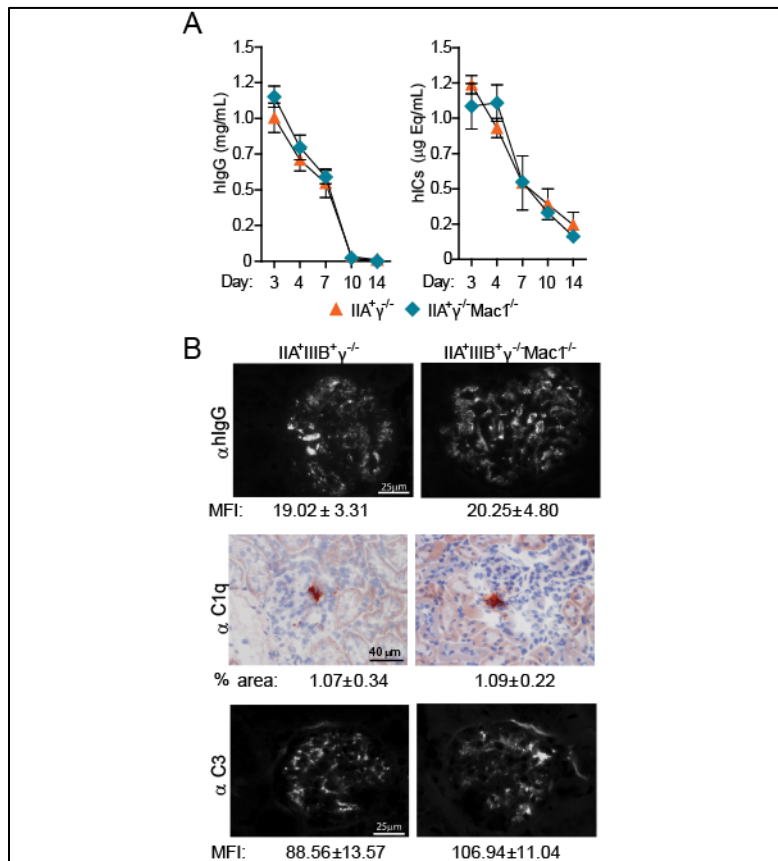 A
1.5
1.2
1.0
0.7
0.5
0.2
0
hIgG (mg/mL)
Day: 3 4 7 10 14
1.5
1.2
1.0
0.7
0.5
0.2
0
hICs (μg Eq/mL)
Day: 3 4 7 10 14
IIA⁺γ⁻/⁻ IIA⁺γ⁻/⁻Mac1⁻/⁻
B
IIA⁺IIIB⁺γ⁻/⁻ IIA⁺IIIB⁺γ⁻/⁻Mac1⁻/⁻
αhIgG
25μm
MFI: 19.02 ± 3.31 20.25±4.80
α C1q
40 μm
% area: 1.07±0.34 1.09±0.22
α C3
25μm
MFI: 88.56±13.57 106.94±11.04